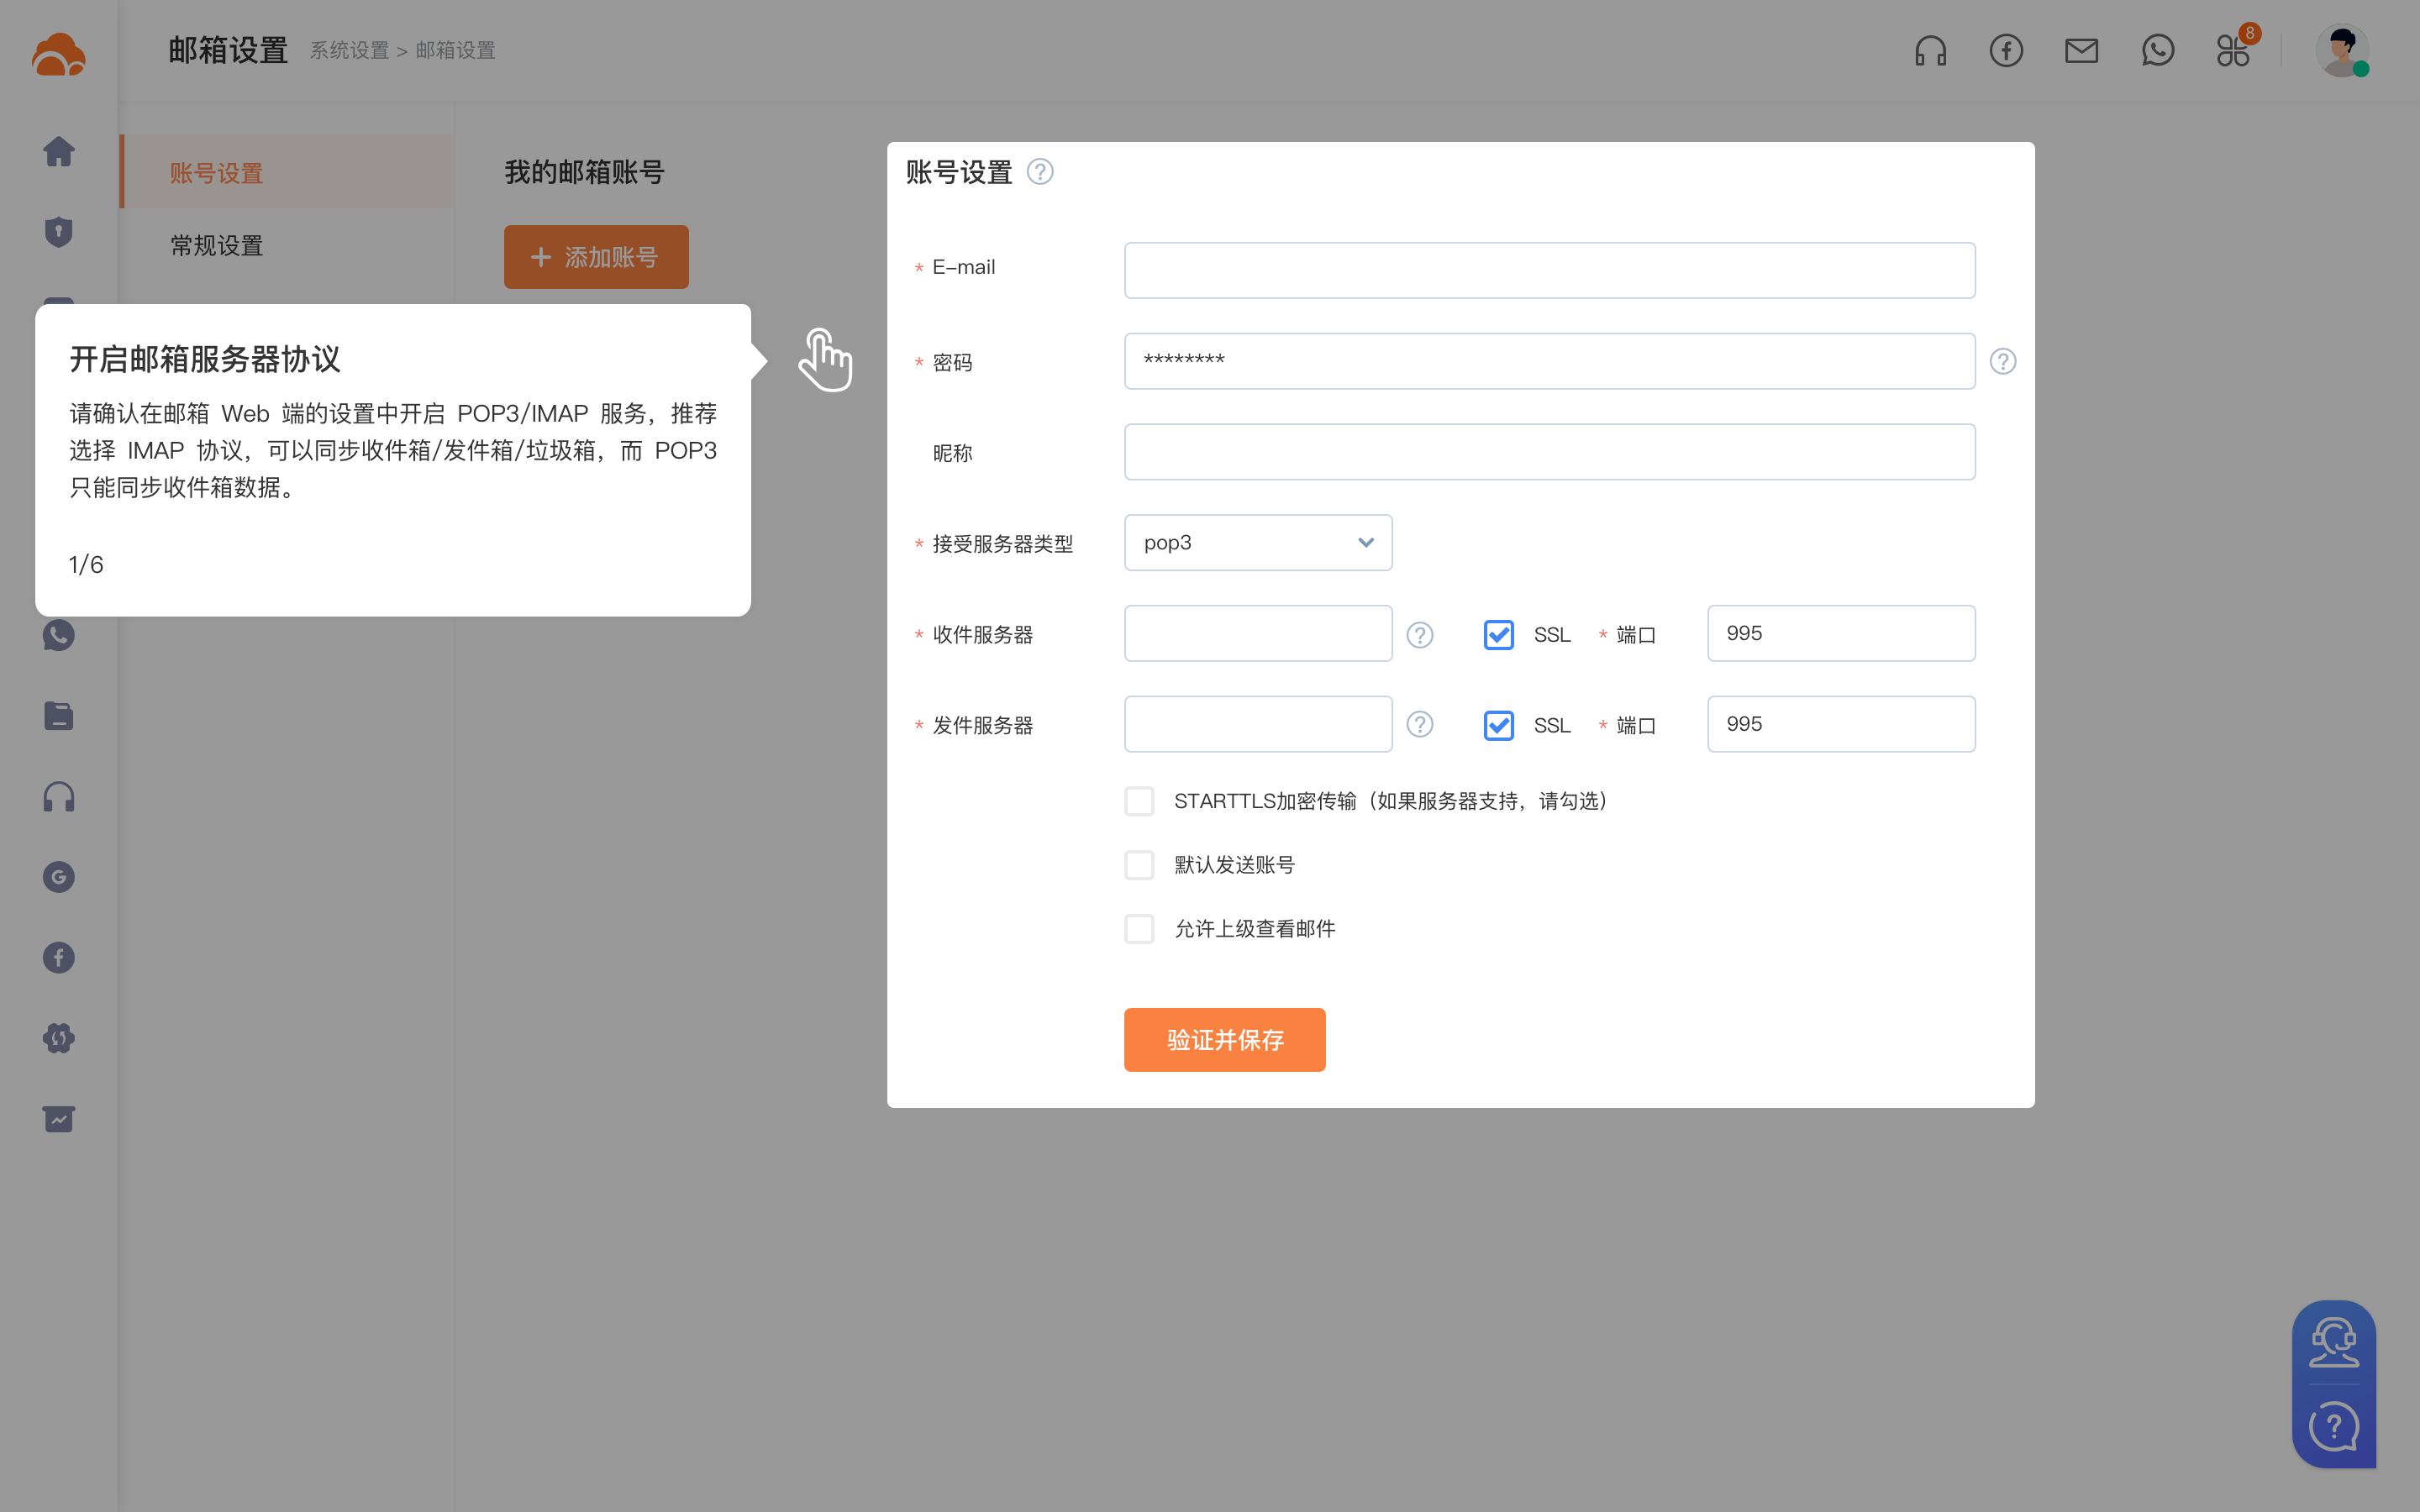 邮箱设置 系统设置 > 邮箱设置
8
账号设置
常规设置
我的邮箱账号
+ 添加账号
开启邮箱服务器协议
请确认在邮箱 Web 端的设置中开启 POP3/IMAP 服务，推荐
选择 IMAP 协议，可以同步收件箱/发件箱/垃圾箱，而 POP3
只能同步收件箱数据。
1/6
账号设置 ?
* E-mail
* 密码 ******** ?
昵称
* 接受服务器类型 pop3
* 收件服务器 ? SSL * 端口 995
* 发件服务器 ? SSL * 端口 995
STARTTLS加密传输（如果服务器支持，请勾选）
默认发送账号
允许上级查看邮件
验证并保存